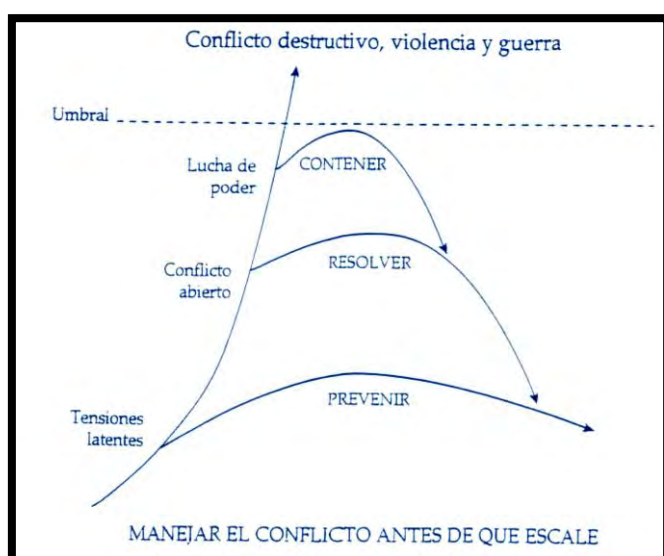 Conflicto destructivo, violencia y guerra
Umbral
Lucha de
poder
CONTENER
Conflicto
abierto
RESOLVER
Tensiones
latentes
PREVENIR
MANEJAR EL CONFLICTO ANTES DE QUE ESCALE